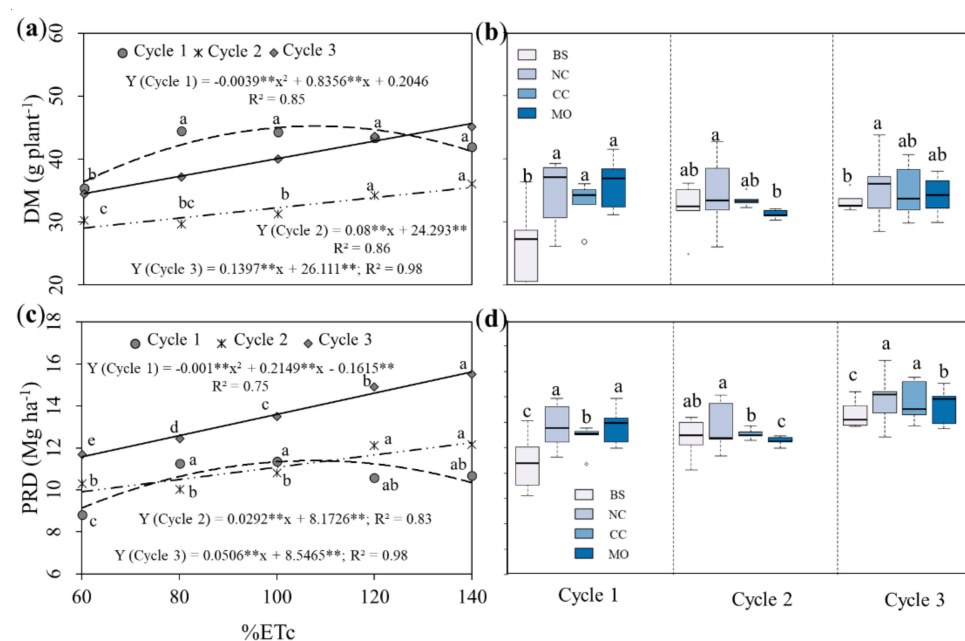 (a)
60
50
40
30
20
DM (g plant⁻¹)
Cycle 1 Cycle 2 Cycle 3
Y (Cycle 1) = -0.0039**x² + 0.8356**x + 0.2046
R² = 0.85
b a a a a
c bc b a a
Y (Cycle 2) = 0.08**x + 24.293**
R² = 0.86
Y (Cycle 3) = 0.1397**x + 26.111**; R² = 0.98
(b)
BS
NC
CC
MO
b a a a
ab a ab b
b a ab ab
(c)
18
16
14
12
10
8
6
PRD (Mg ha⁻¹)
Cycle 1 Cycle 2 Cycle 3
Y (Cycle 1) = -0.001**x² + 0.2149**x - 0.1615**
R² = 0.75
e d c b a
b b b a a
c a a ab ab
Y (Cycle 2) = 0.0292**x + 8.1726**; R² = 0.83
Y (Cycle 3) = 0.0506**x + 8.5465**; R² = 0.98
60 80 100 120 140
%ETc
(d)
c a b a
ab a b c
c a a b
BS
NC
CC
MO
Cycle 1 Cycle 2 Cycle 3